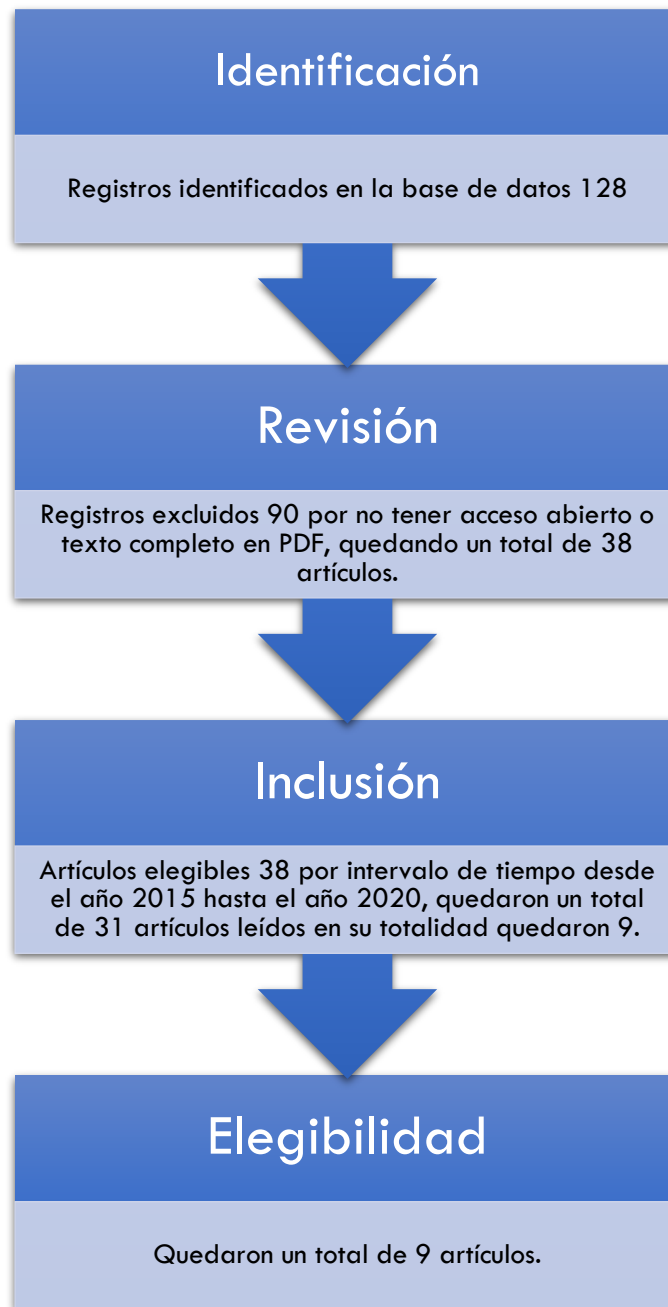 Identificación
Registros identificados en la base de datos 128
Revisión
Registros excluidos 90 por no tener acceso abierto o
texto completo en PDF, quedando un total de 38
artículos.
Inclusión
Artículos elegibles 38 por intervalo de tiempo desde
el año 2015 hasta el año 2020, quedaron un total
de 31 artículos leídos en su totalidad quedaron 9.
Elegibilidad
Quedaron un total de 9 artículos.